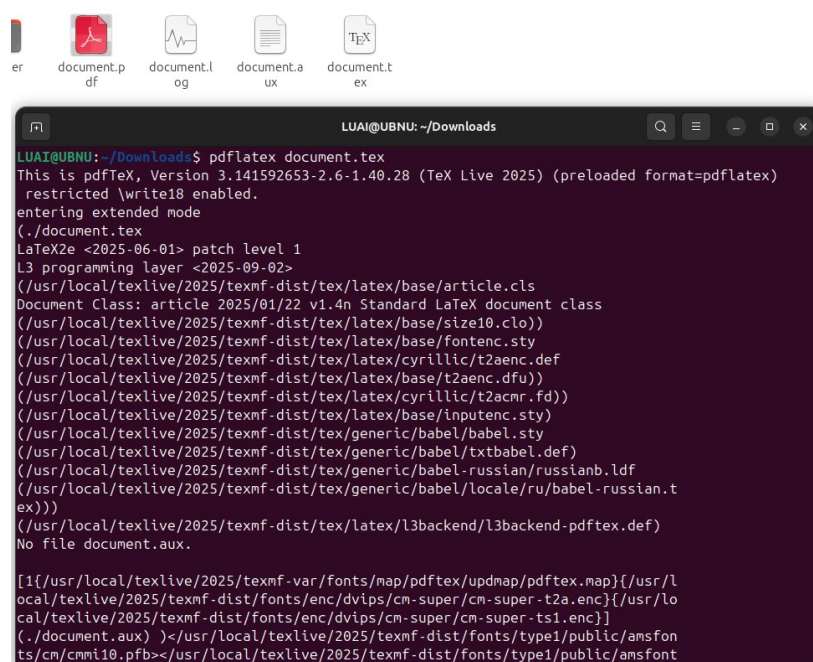 er
document.p
df
document.l
og
document.a
ux
document.t
ex
TEX
LUAI@UBNU: ~/Downloads
LUAI@UBNU:~/Downloads$ pdflatex document.tex
This is pdfTeX, Version 3.141592653-2.6-1.40.28 (TeX Live 2025) (preloaded format=pdflatex)
 restricted \write18 enabled.
entering extended mode
(./document.tex
LaTeX2e <2025-06-01> patch level 1
L3 programming layer <2025-09-02>
(/usr/local/texlive/2025/texmf-dist/tex/latex/base/article.cls
Document Class: article 2025/01/22 v1.4n Standard LaTeX document class
(/usr/local/texlive/2025/texmf-dist/tex/latex/base/size10.clo))
(/usr/local/texlive/2025/texmf-dist/tex/latex/base/fontenc.sty
(/usr/local/texlive/2025/texmf-dist/tex/latex/cyrillic/t2aenc.def
(/usr/local/texlive/2025/texmf-dist/tex/latex/base/t2aenc.dfu))
(/usr/local/texlive/2025/texmf-dist/tex/latex/cyrillic/t2acmr.fd))
(/usr/local/texlive/2025/texmf-dist/tex/latex/base/inputenc.sty)
(/usr/local/texlive/2025/texmf-dist/tex/generic/babel/babel.sty
(/usr/local/texlive/2025/texmf-dist/tex/generic/babel/txtbabel.def)
(/usr/local/texlive/2025/texmf-dist/tex/generic/babel-russian/russianb.ldf
(/usr/local/texlive/2025/texmf-dist/tex/generic/babel/locale/ru/babel-russian.t
ex)))
(/usr/local/texlive/2025/texmf-dist/tex/latex/l3backend/l3backend-pdftex.def)
No file document.aux.
[1{/usr/local/texlive/2025/texmf-var/fonts/map/pdftex/updmap/pdftex.map}{/usr/l
ocal/texlive/2025/texmf-dist/fonts/enc/dvips/cm-super/cm-super-t2a.enc}{/usr/lo
cal/texlive/2025/texmf-dist/fonts/enc/dvips/cm-super/cm-super-ts1.enc}]
(./document.aux) )</usr/local/texlive/2025/texmf-dist/fonts/type1/public/amsfon
ts/cm/cmmi10.pfb></usr/local/texlive/2025/texmf-dist/fonts/type1/public/amsfont